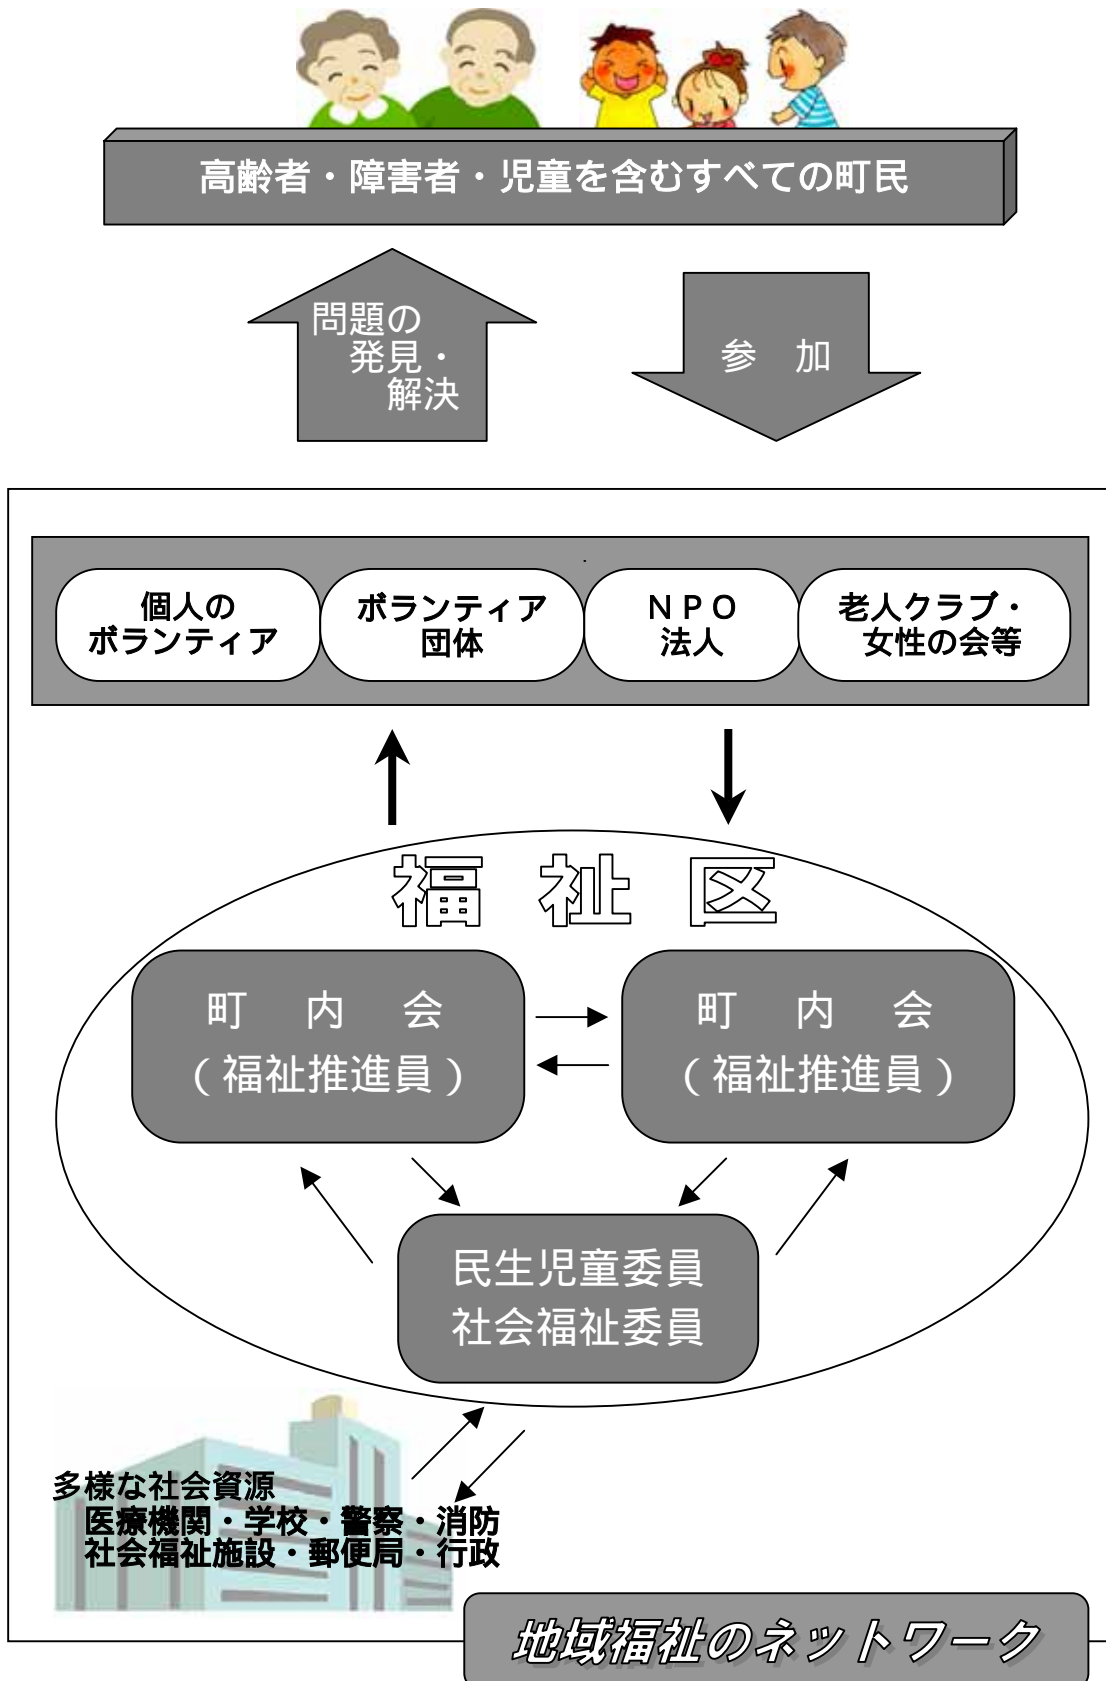 高齢者・障害者・児童を含むすべての町民
問題の
発見・
解決
参　加
個人の
ボランティア
ボランティア
団体
ＮＰＯ
法人
老人クラブ・
女性の会等
福　祉　区
町　内　会
（福祉推進員）
町　内　会
（福祉推進員）
民生児童委員
社会福祉委員
多様な社会資源
医療機関・学校・警察・消防
社会福祉施設・郵便局・行政
地域福祉のネットワーク